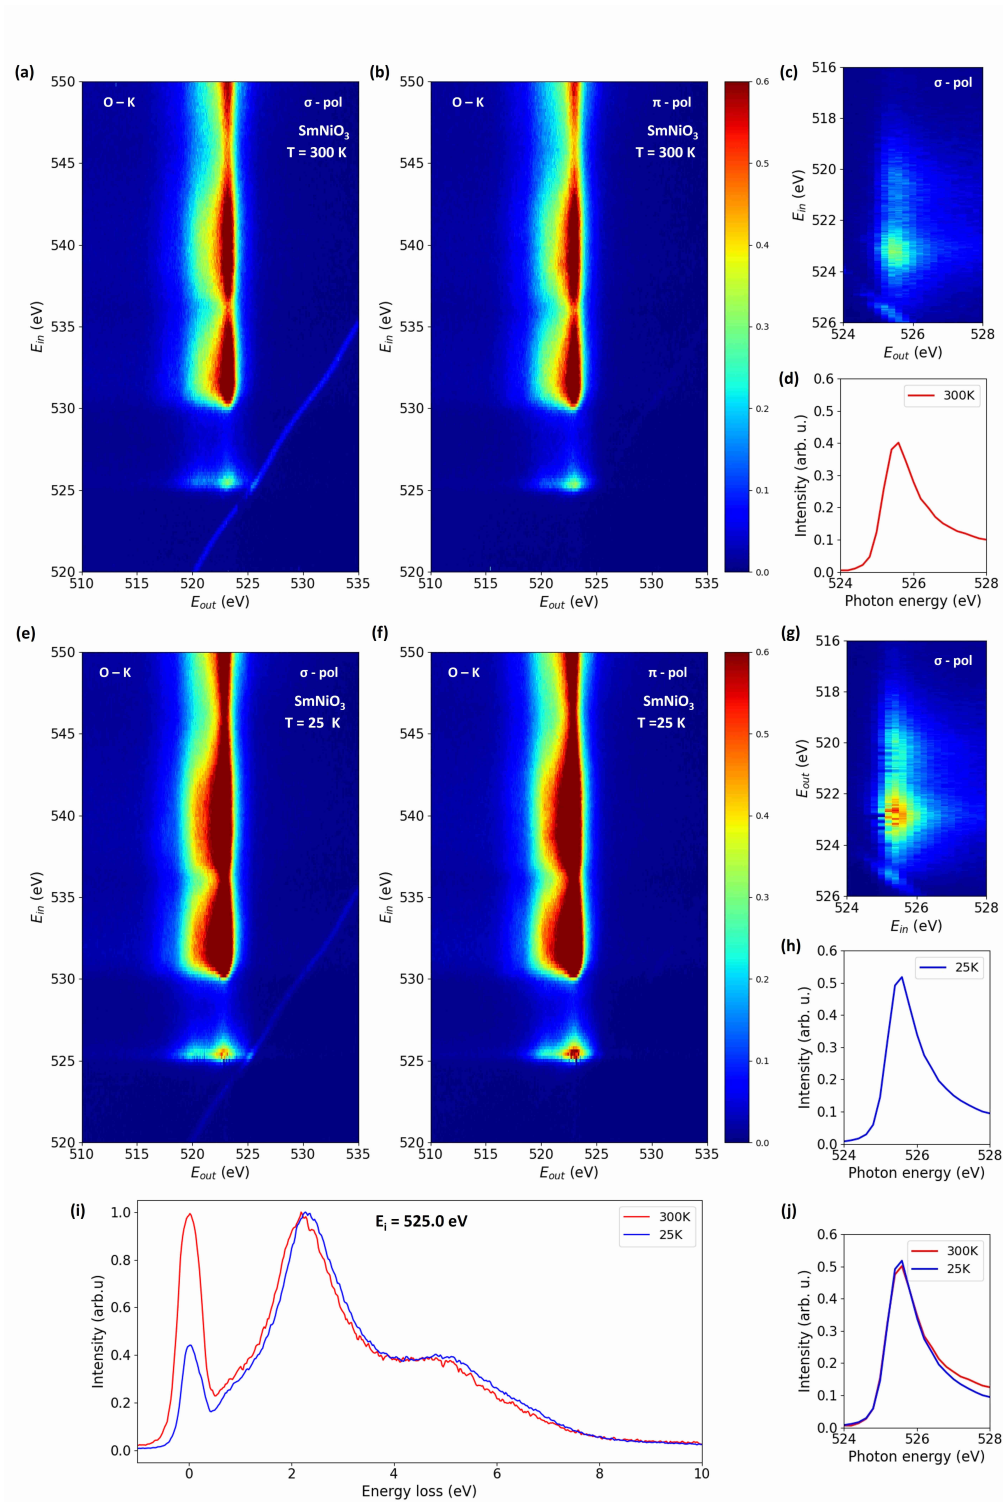 (a)
O – K
σ - pol
SmNiO3
T = 300 K
550
545
540
535
530
525
520
Ein (eV)
510 515 520 525 530 535
Eout (eV)
(b)
O – K
π - pol
SmNiO3
T = 300 K
550
545
540
535
530
525
520
Ein (eV)
510 515 520 525 530 535
Eout (eV)
0.6
0.5
0.4
0.3
0.2
0.1
0.0
(c)
σ - pol
516
518
520
522
524
526
Ein (eV)
524 526 528
Eout (eV)
(d)
300K
0.6
0.5
0.4
0.3
0.2
0.1
0.0
Intensity (arb. u.)
524 526 528
Photon energy (eV)
(e)
O – K
σ - pol
SmNiO3
T = 25 K
550
545
540
535
530
525
520
Ein (eV)
510 515 520 525 530 535
Eout (eV)
(f)
O – K
π - pol
SmNiO3
T =25 K
550
545
540
535
530
525
520
Ein (eV)
510 515 520 525 530 535
Eout (eV)
0.6
0.5
0.4
0.3
0.2
0.1
0.0
(g)
σ - pol
516
518
520
522
524
526
Eout (eV)
524 526 528
Ein (eV)
(h)
25K
0.6
0.5
0.4
0.3
0.2
0.1
0.0
Intensity (arb. u.)
524 526 528
Photon energy (eV)
(i)
Ei = 525.0 eV
300K
25K
1.0
0.8
0.6
0.4
0.2
0.0
Intensity (arb.u)
0 2 4 6 8 10
Energy loss (eV)
(j)
300K
25K
0.6
0.5
0.4
0.3
0.2
0.1
0.0
Intensity (arb. u.)
524 526 528
Photon energy (eV)